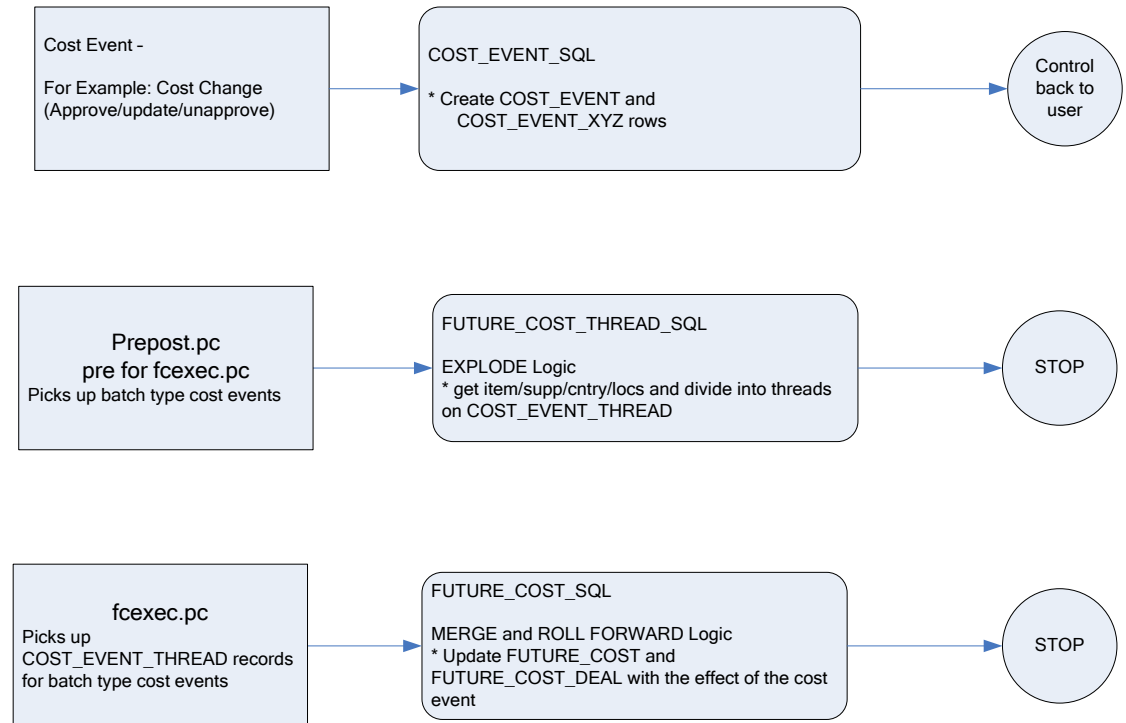 Cost Event –
For Example: Cost Change
(Approve/update/unapprove)
COST_EVENT_SQL
* Create COST_EVENT and
COST_EVENT_XYZ rows
Control
back to
user
Prepost.pc
pre for fcexec.pc
Picks up batch type cost events
FUTURE_COST_THREAD_SQL
EXPLODE Logic
* get item/supp/cntry/locs and divide into threads
on COST_EVENT_THREAD
STOP
fcexec.pc
Picks up
COST_EVENT_THREAD records
for batch type cost events
FUTURE_COST_SQL
MERGE and ROLL FORWARD Logic
* Update FUTURE_COST and
FUTURE_COST_DEAL with the effect of the cost
event
STOP